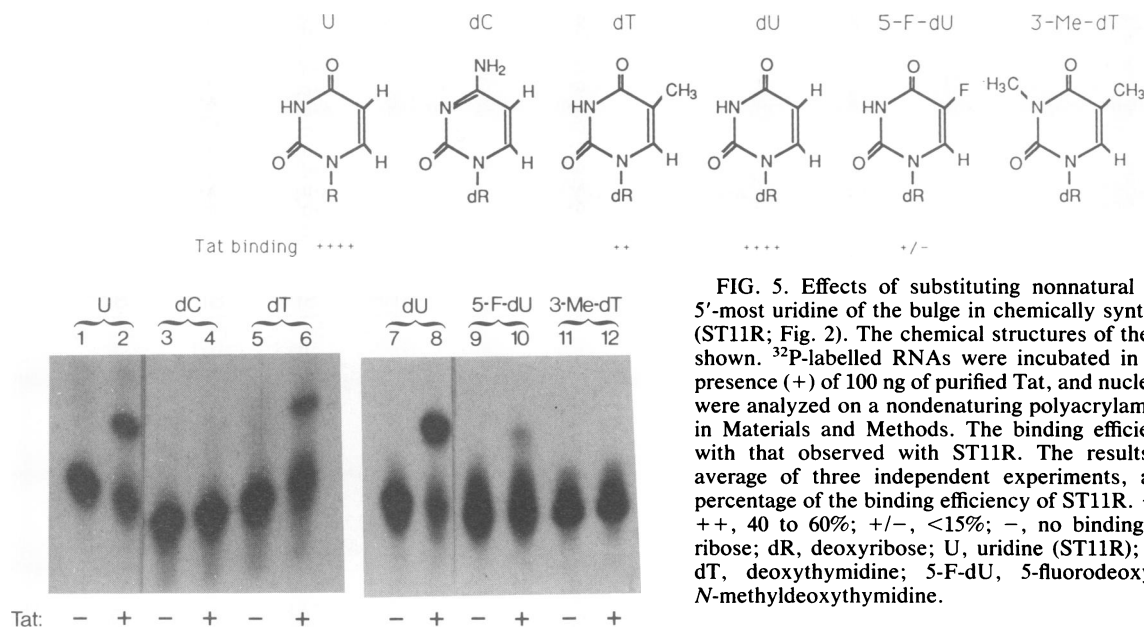 U dC dT dU 5-F-dU 3-Me-dT
O NH₂ O O O O
H H CH₃ H F H₃C CH₃
HN N HN HN HN N
O N H O N H O N H O N H O N H O N H
R dR dR dR dR dR
Tat binding ++++ ++ ++++ +/-
U dC dT dU 5-F-dU 3-Me-dT
1 2 3 4 5 6 7 8 9 10 11 12
Tat: − + − + − + − + − + − +
FIG. 5. Effects of substituting nonnatural
5'-most uridine of the bulge in chemically synt
(ST11R; Fig. 2). The chemical structures of the
shown. ³²P-labelled RNAs were incubated in
presence (+) of 100 ng of purified Tat, and nucle
were analyzed on a nondenaturing polyacrylam
in Materials and Methods. The binding efficie
with that observed with ST11R. The results
average of three independent experiments, a
percentage of the binding efficiency of ST11R.
++, 40 to 60%; +/−, <15%; −, no binding
ribose; dR, deoxyribose; U, uridine (ST11R);
dT, deoxythymidine; 5-F-dU, 5-fluorodeoxy
N-methyldeoxythymidine.